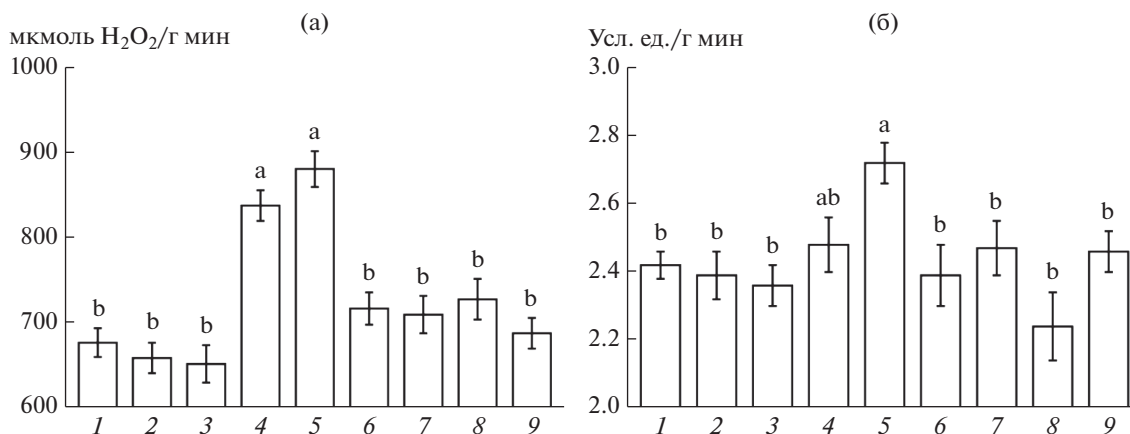 (а)
мкмоль H₂O₂/г мин
1000
900
800
700
600
b
b
b
a
a
b
b
b
b
1 2 3 4 5 6 7 8 9
(б)
Усл. ед./г мин
3.0
2.8
2.6
2.4
2.2
2.0
b
b
b
ab
a
b
b
b
b
1 2 3 4 5 6 7 8 9